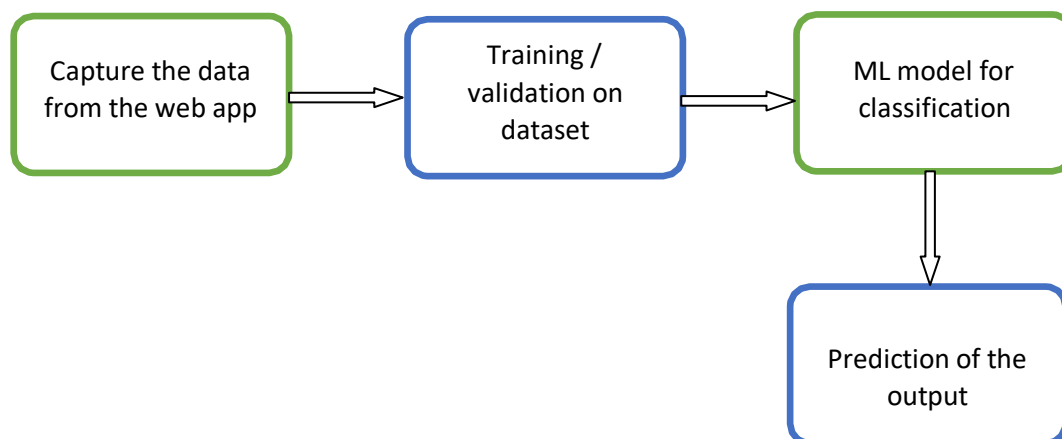 Capture the data
from the web app
Training /
validation on
dataset
ML model for
classification
Prediction of the
output